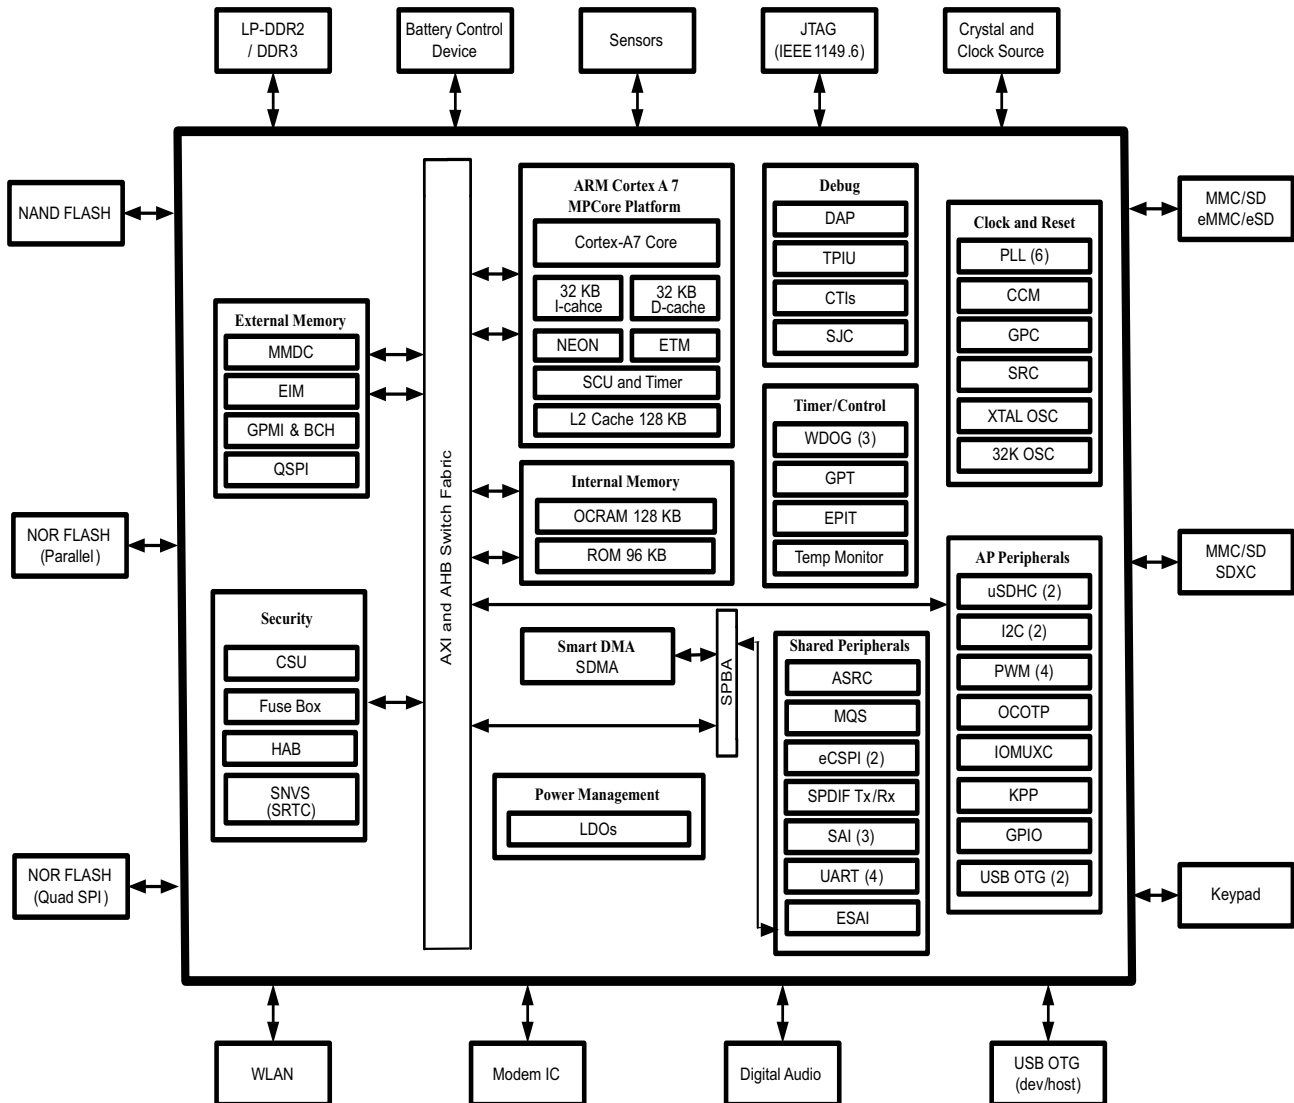 LP-DDR2
/ DDR3
Battery Control
Device
Sensors
JTAG
(IEEE1149.6)
Crystal and
Clock Source
NAND FLASH
NOR FLASH
(Parallel)
NOR FLASH
(Quad SPI)
External Memory
MMDC
EIM
GPMI & BCH
QSPI
Security
CSU
Fuse Box
HAB
SNVS
(SRTC)
AXI and AHB Switch Fabric
ARM Cortex A 7
MPCore Platform
Cortex-A7 Core
32 KB
I-cahce
32 KB
D-cache
NEON
ETM
SCU and Timer
L2 Cache 128 KB
Internal Memory
OCRAM 128 KB
ROM 96 KB
Smart DMA
SDMA
SPBA
Power Management
LDOs
Debug
DAP
TPIU
CTIs
SJC
Timer/Control
WDOG (3)
GPT
EPIT
Temp Monitor
Shared Peripherals
ASRC
MQS
eCSPI (2)
SPDIF Tx/Rx
SAI (3)
UART (4)
ESAI
Clock and Reset
PLL (6)
CCM
GPC
SRC
XTAL OSC
32K OSC
AP Peripherals
uSDHC (2)
I2C (2)
PWM (4)
OCOTP
IOMUXC
KPP
GPIO
USB OTG (2)
MMC/SD
eMMC/eSD
MMC/SD
SDXC
Keypad
WLAN
Modem IC
Digital Audio
USB OTG
(dev/host)